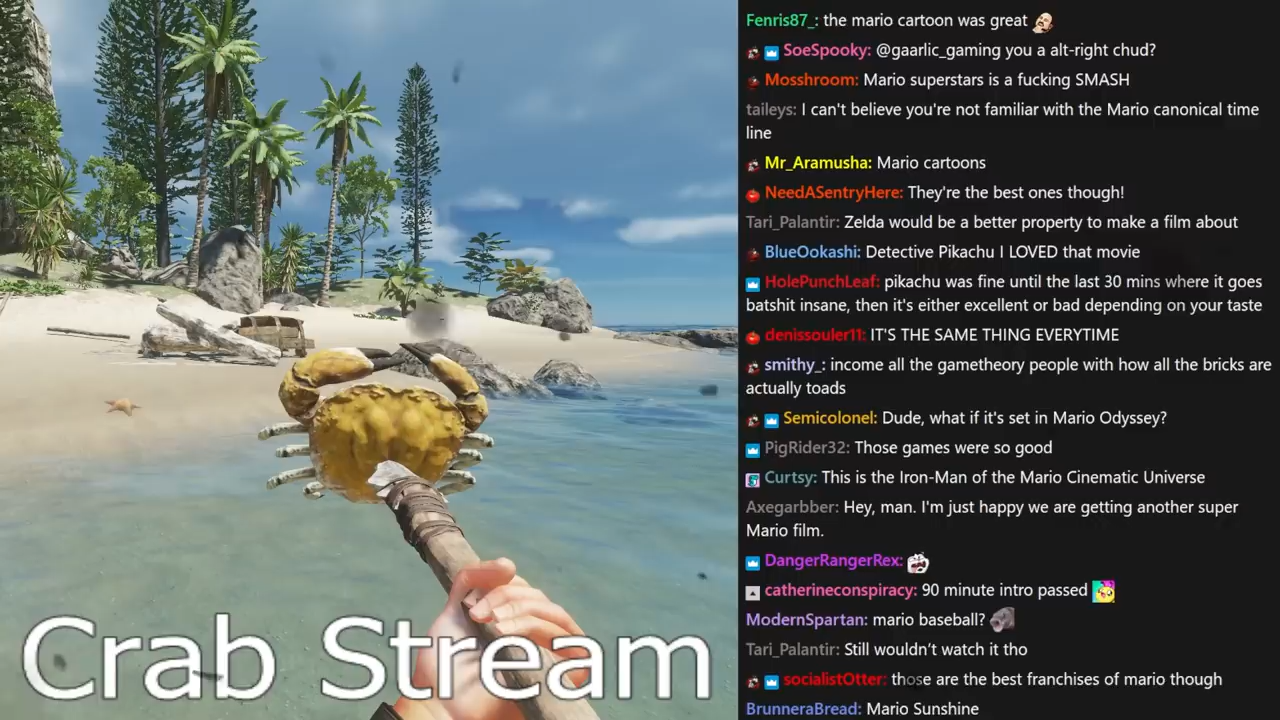 Fenris87_: the mario cartoon was great
SoeSpooky: @gaarlic_gaming you a alt-right chud?
Mosshroom: Mario superstars is a fucking SMASH
taileys: I can't believe you're not familiar with the Mario canonical time
line
Mr_Aramusha: Mario cartoons
NeedASentryHere: They're the best ones though!
Tari_Palantir: Zelda would be a better property to make a film about
BlueOokashi: Detective Pikachu I LOVED that movie
HolePunchLeaf: pikachu was fine until the last 30 mins where it goes
batshit insane, then it's either excellent or bad depending on your taste
denissouler11: IT'S THE SAME THING EVERYTIME
smithy_: income all the gametheory people with how all the bricks are
actually toads
Semicolonel: Dude, what if it's set in Mario Odyssey?
PigRider32: Those games were so good
Curtsy: This is the Iron-Man of the Mario Cinematic Universe
Axegarbber: Hey, man. I'm just happy we are getting another super
Mario film.
DangerRangerRex:
catherineconspiracy: 90 minute intro passed
ModernSpartan: mario baseball?
Tari_Palantir: Still wouldn't watch it tho
socialistOtter: those are the best franchises of mario though
BrunneraBread: Mario Sunshine
Crab Stream